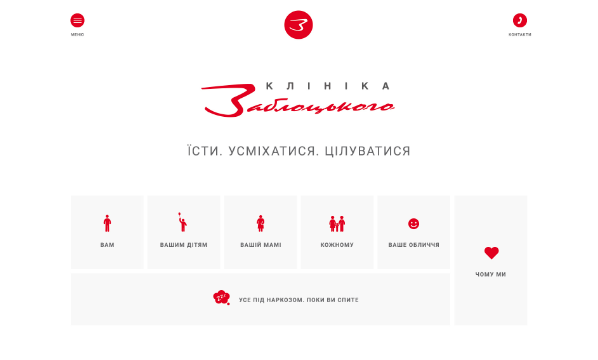 МЕНЮ
КОНТАКТИ
КЛІНІКА
Заблоцького
ЇСТИ. УСМІХАТИСЯ. ЦІЛУВАТИСЯ
ВАМ
ВАШИМ ДІТЯМ
ВАШІЙ МАМІ
КОЖНОМУ
ВАШЕ ОБЛИЧЧЯ
ЧОМУ МИ
УСЕ ПІД НАРКОЗОМ. ПОКИ ВИ СПИТЕ